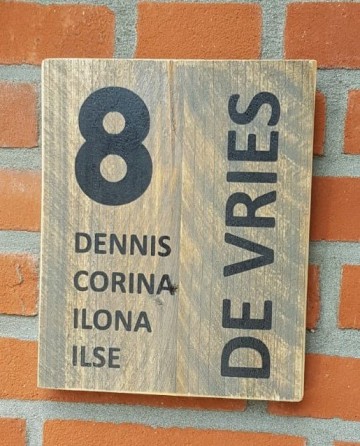 8
DENNIS
CORINA
ILONA
ILSE
DE VRIES